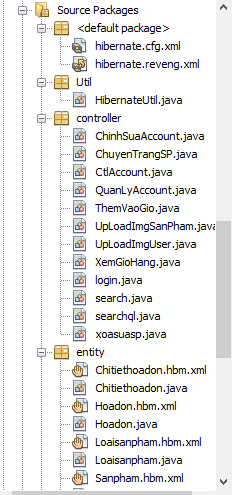 Source Packages
<default package>
hibernate.cfg.xml
hibernate.reveng.xml
Util
HibernateUtil.java
controller
ChinhSuaAccount.java
ChuyenTrangSP.java
CtlAccount.java
QuanLyAccount.java
ThemVaoGio.java
UpLoadImgSanPham.java
UpLoadImgUser.java
XemGioHang.java
login.java
search.java
searchql.java
xoasuasp.java
entity
Chitiethoadon.hbm.xml
Chitiethoadon.java
Hoadon.hbm.xml
Hoadon.java
Loaisanpham.hbm.xml
Loaisanpham.java
Sanpham.hbm.xml